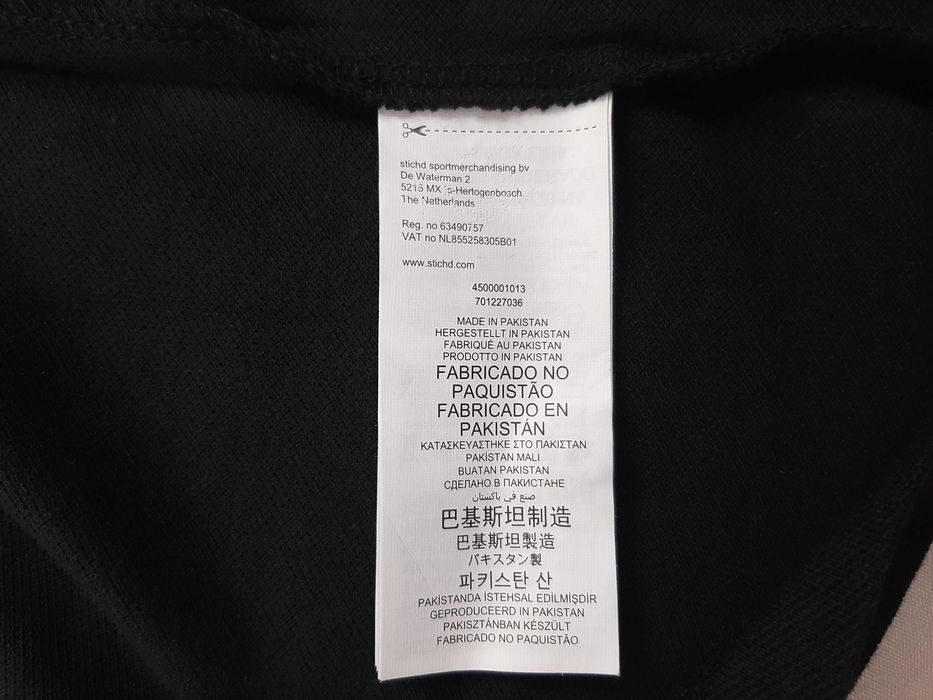 stichd sportmerchandising bv
De Waterman 2
5215 MX 's-Hertogenbosch
The Netherlands
Reg. no 63490757
VAT no NL855258305B01
www.stichd.com
4500001013
701227036
MADE IN PAKISTAN
HERGESTELLT IN PAKISTAN
FABRIQUÉ AU PAKISTAN
PRODOTTO IN PAKISTAN
FABRICADO NO
PAQUISTÃO
FABRICADO EN
PAKISTÁN
ΚΑΤΑΣΚΕΥΑΣΤΗΚΕ ΣΤΟ ΠΑΚΙΣΤΑΝ
PAKİSTAN MALI
BUATAN PAKISTAN
СДЕЛАНО В ПАКИСТАНЕ
صنع في باكستان
巴基斯坦制造
巴基斯坦製造
パキスタン製
파키스탄 산
PAKİSTANDA İSTEHSAL EDİLMİŞDİR
GEPRODUCEERD IN PAKISTAN
PAKISZTÁNBAN KÉSZÜLT
FABRICADO NO PAQUISTÃO